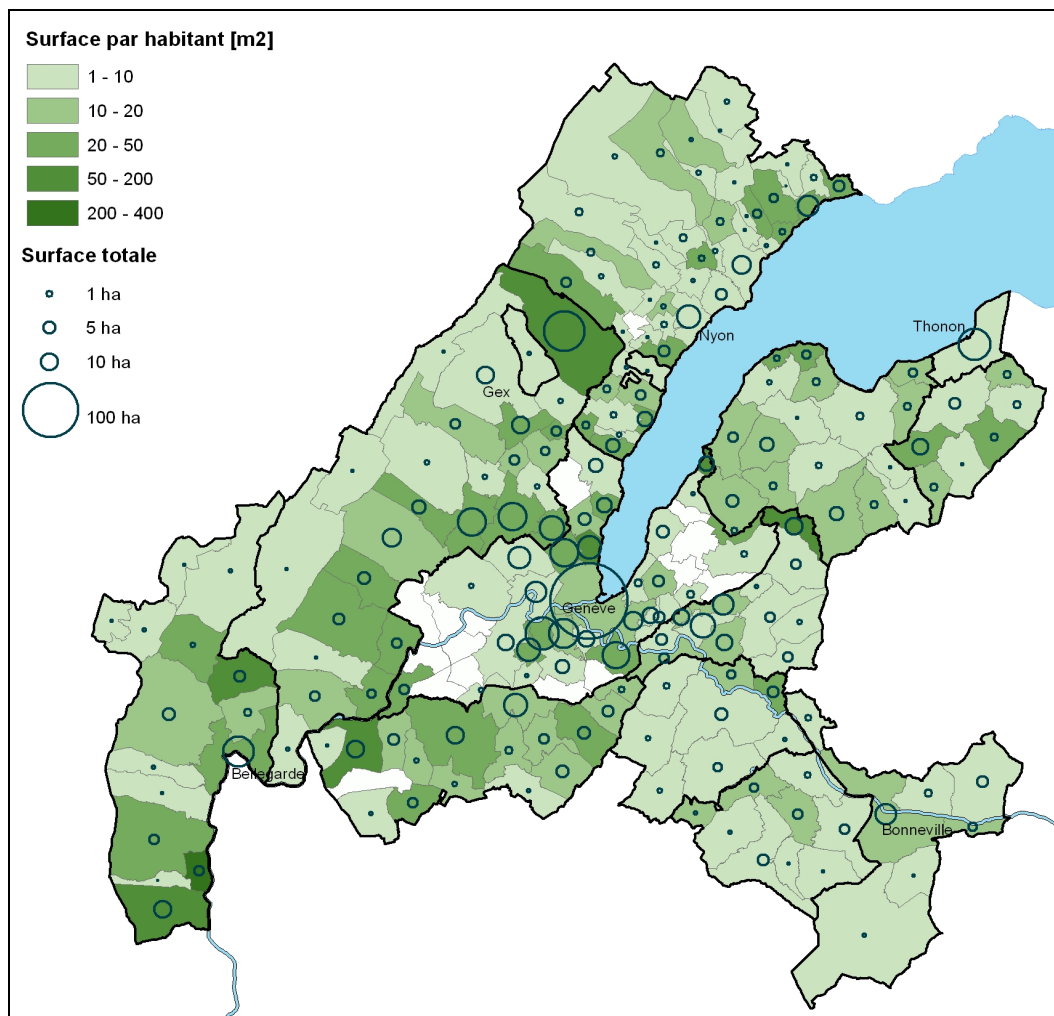 Surface par habitant [m2]
1 - 10
10 - 20
20 - 50
50 - 200
200 - 400
Surface totale
1 ha
5 ha
10 ha
100 ha
Thonon
Nyon
Gex
Genève
Bellegarde
Bonneville